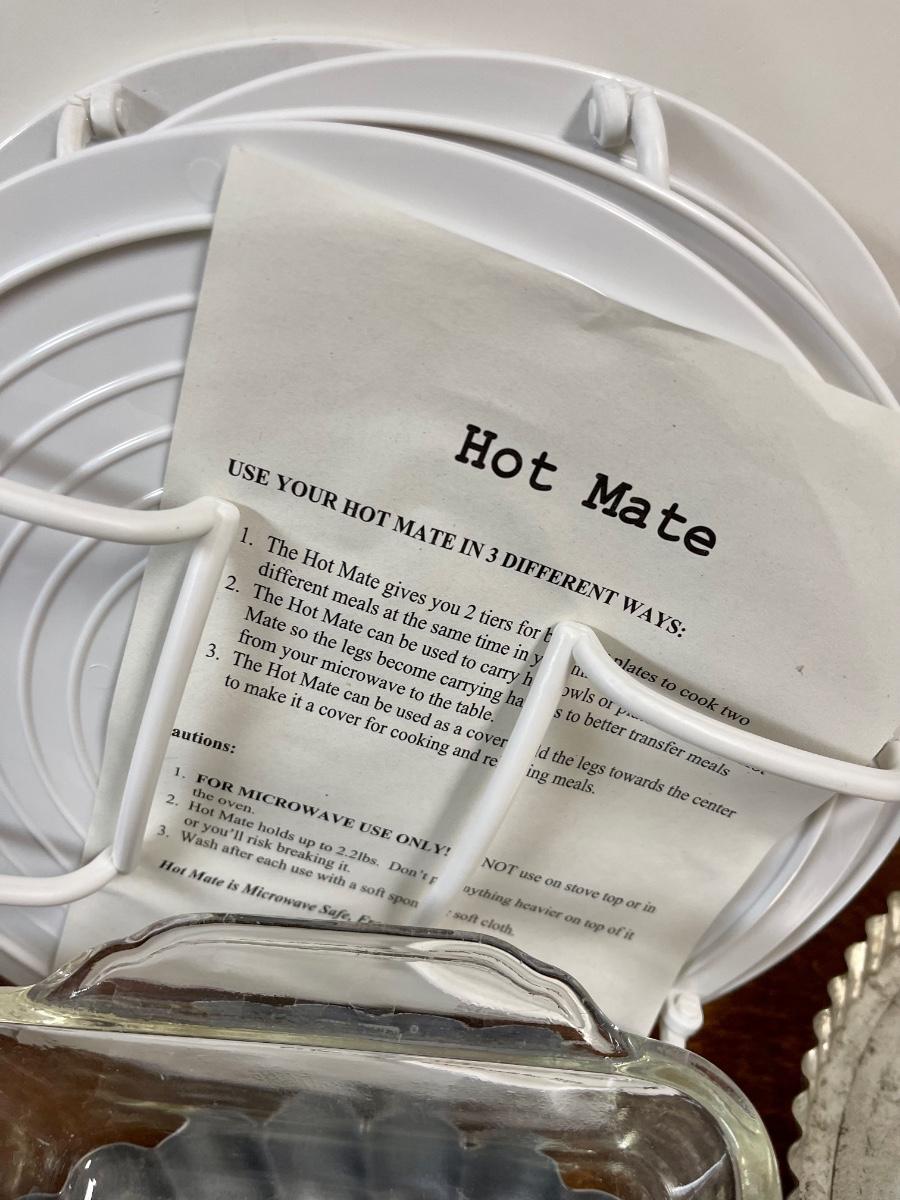 Hot Mate
USE YOUR HOT MATE IN 3 DIFFERENT WAYS:
1. The Hot Mate gives you 2 tiers for plates to cook two
different meals at the same time in
2. The Hot Mate can be used to carry or
Mate so the legs become carrying to better transfer meals
from your microwave to the table.
3. The Hot Mate can be used as a cover the legs towards the center
to make it a cover for cooking and meals.
autions:
1. FOR MICROWAVE USE ONLY! NOT use on stove top or in
the oven.
2. Hot Mate holds up to 2.2lbs. Don't anything heavier on top of it
or you'll risk breaking it.
3. Wash after each use with a soft soft cloth.
Hot Mate is Microwave Safe,